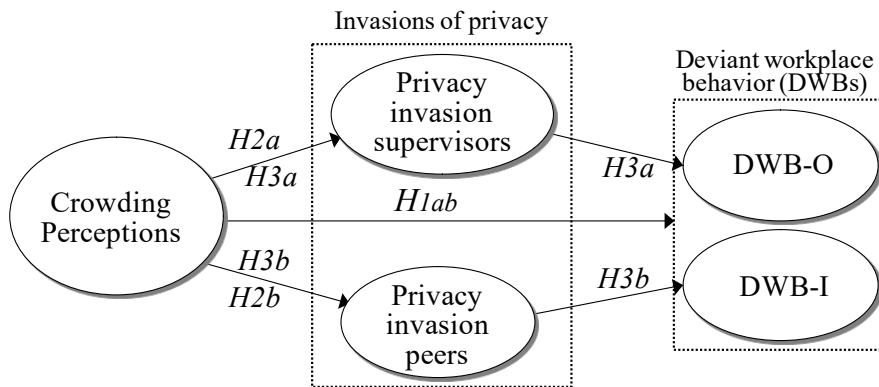 Invasions of privacy
Deviant workplace
behavior (DWBs)
Privacy
invasion
supervisors
H2a
H3a
H3a
DWB-O
Crowding
Perceptions
H1ab
H3b
H2b
Privacy
invasion
peers
H3b
DWB-I